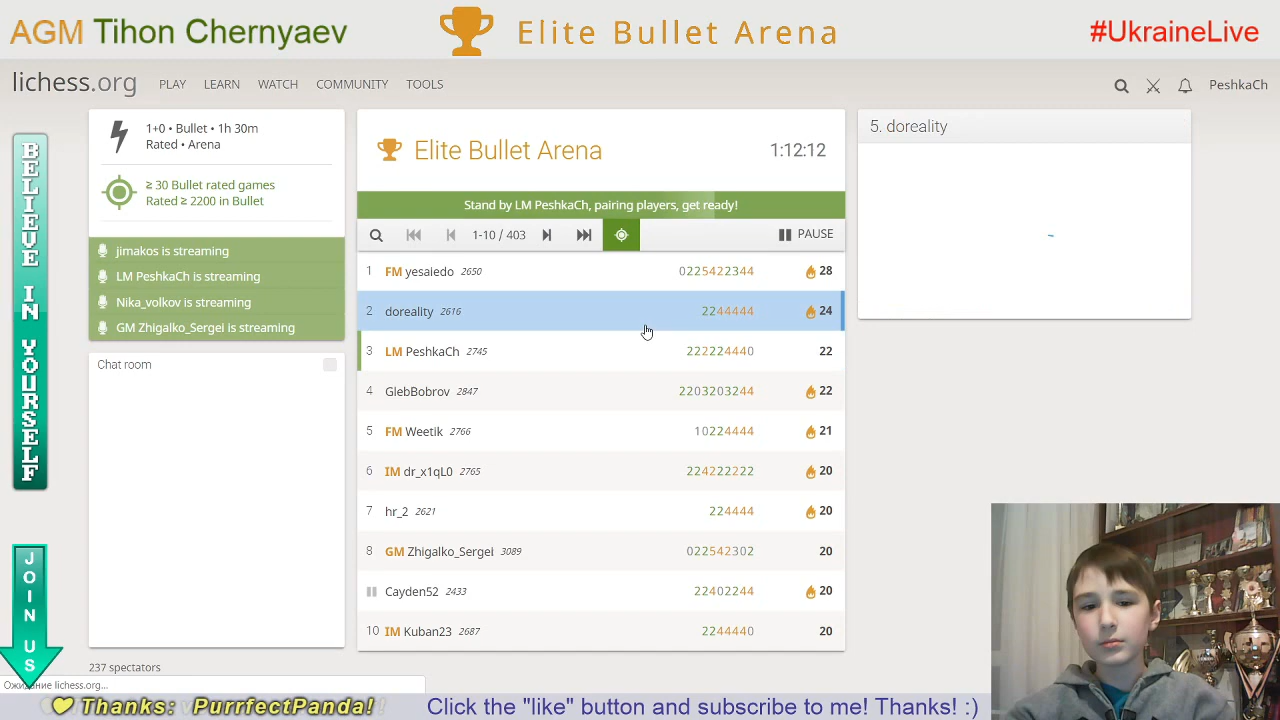 AGM Tihon Chernyaev
Elite Bullet Arena
#UkraineLive
lichess.org
PLAY LEARN WATCH COMMUNITY TOOLS
PeshkaCh
BELIEVE IN YOURSELF
JOIN US
1+0 • Bullet • 1h 30m
Rated • Arena
≥ 30 Bullet rated games
Rated ≥ 2200 in Bullet
jimakos is streaming
LM PeshkaCh is streaming
Nika_volkov is streaming
GM Zhigalko_Sergei is streaming
Chat room
237 spectators
Ожидание lichess.org...
Elite Bullet Arena 1:12:12
Stand by LM PeshkaCh, pairing players, get ready!
1-10 / 403 PAUSE
1 FM yesaiedo 2650 0225422344 28
2 doreality 2616 2244444 24
3 LM PeshkaCh 2745 222224440 22
4 GlebBobrov 2847 2203203244 22
5 FM Weetik 2766 10224444 21
6 IM dr_x1qL0 2765 224222222 20
7 hr_2 2621 224444 20
8 GM Zhigalko_Sergei 3089 022542302 20
Cayden52 2433 22402244 20
10 IM Kuban23 2687 2244440 20
5. doreality
Thanks: PurrfectPanda!
Click the "like" button and subscribe to me! Thanks! :)